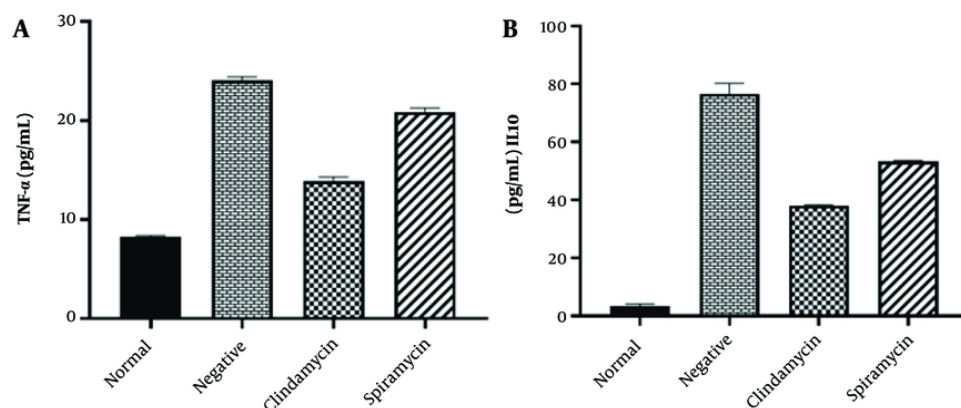 A
TNF-α (pg/mL)
30
20
10
0
Normal
Negative
Clindamycin
Spiramycin
B
(pg/mL) IL10
100
80
60
40
20
0
Normal
Negative
Clindamycin
Spiramycin